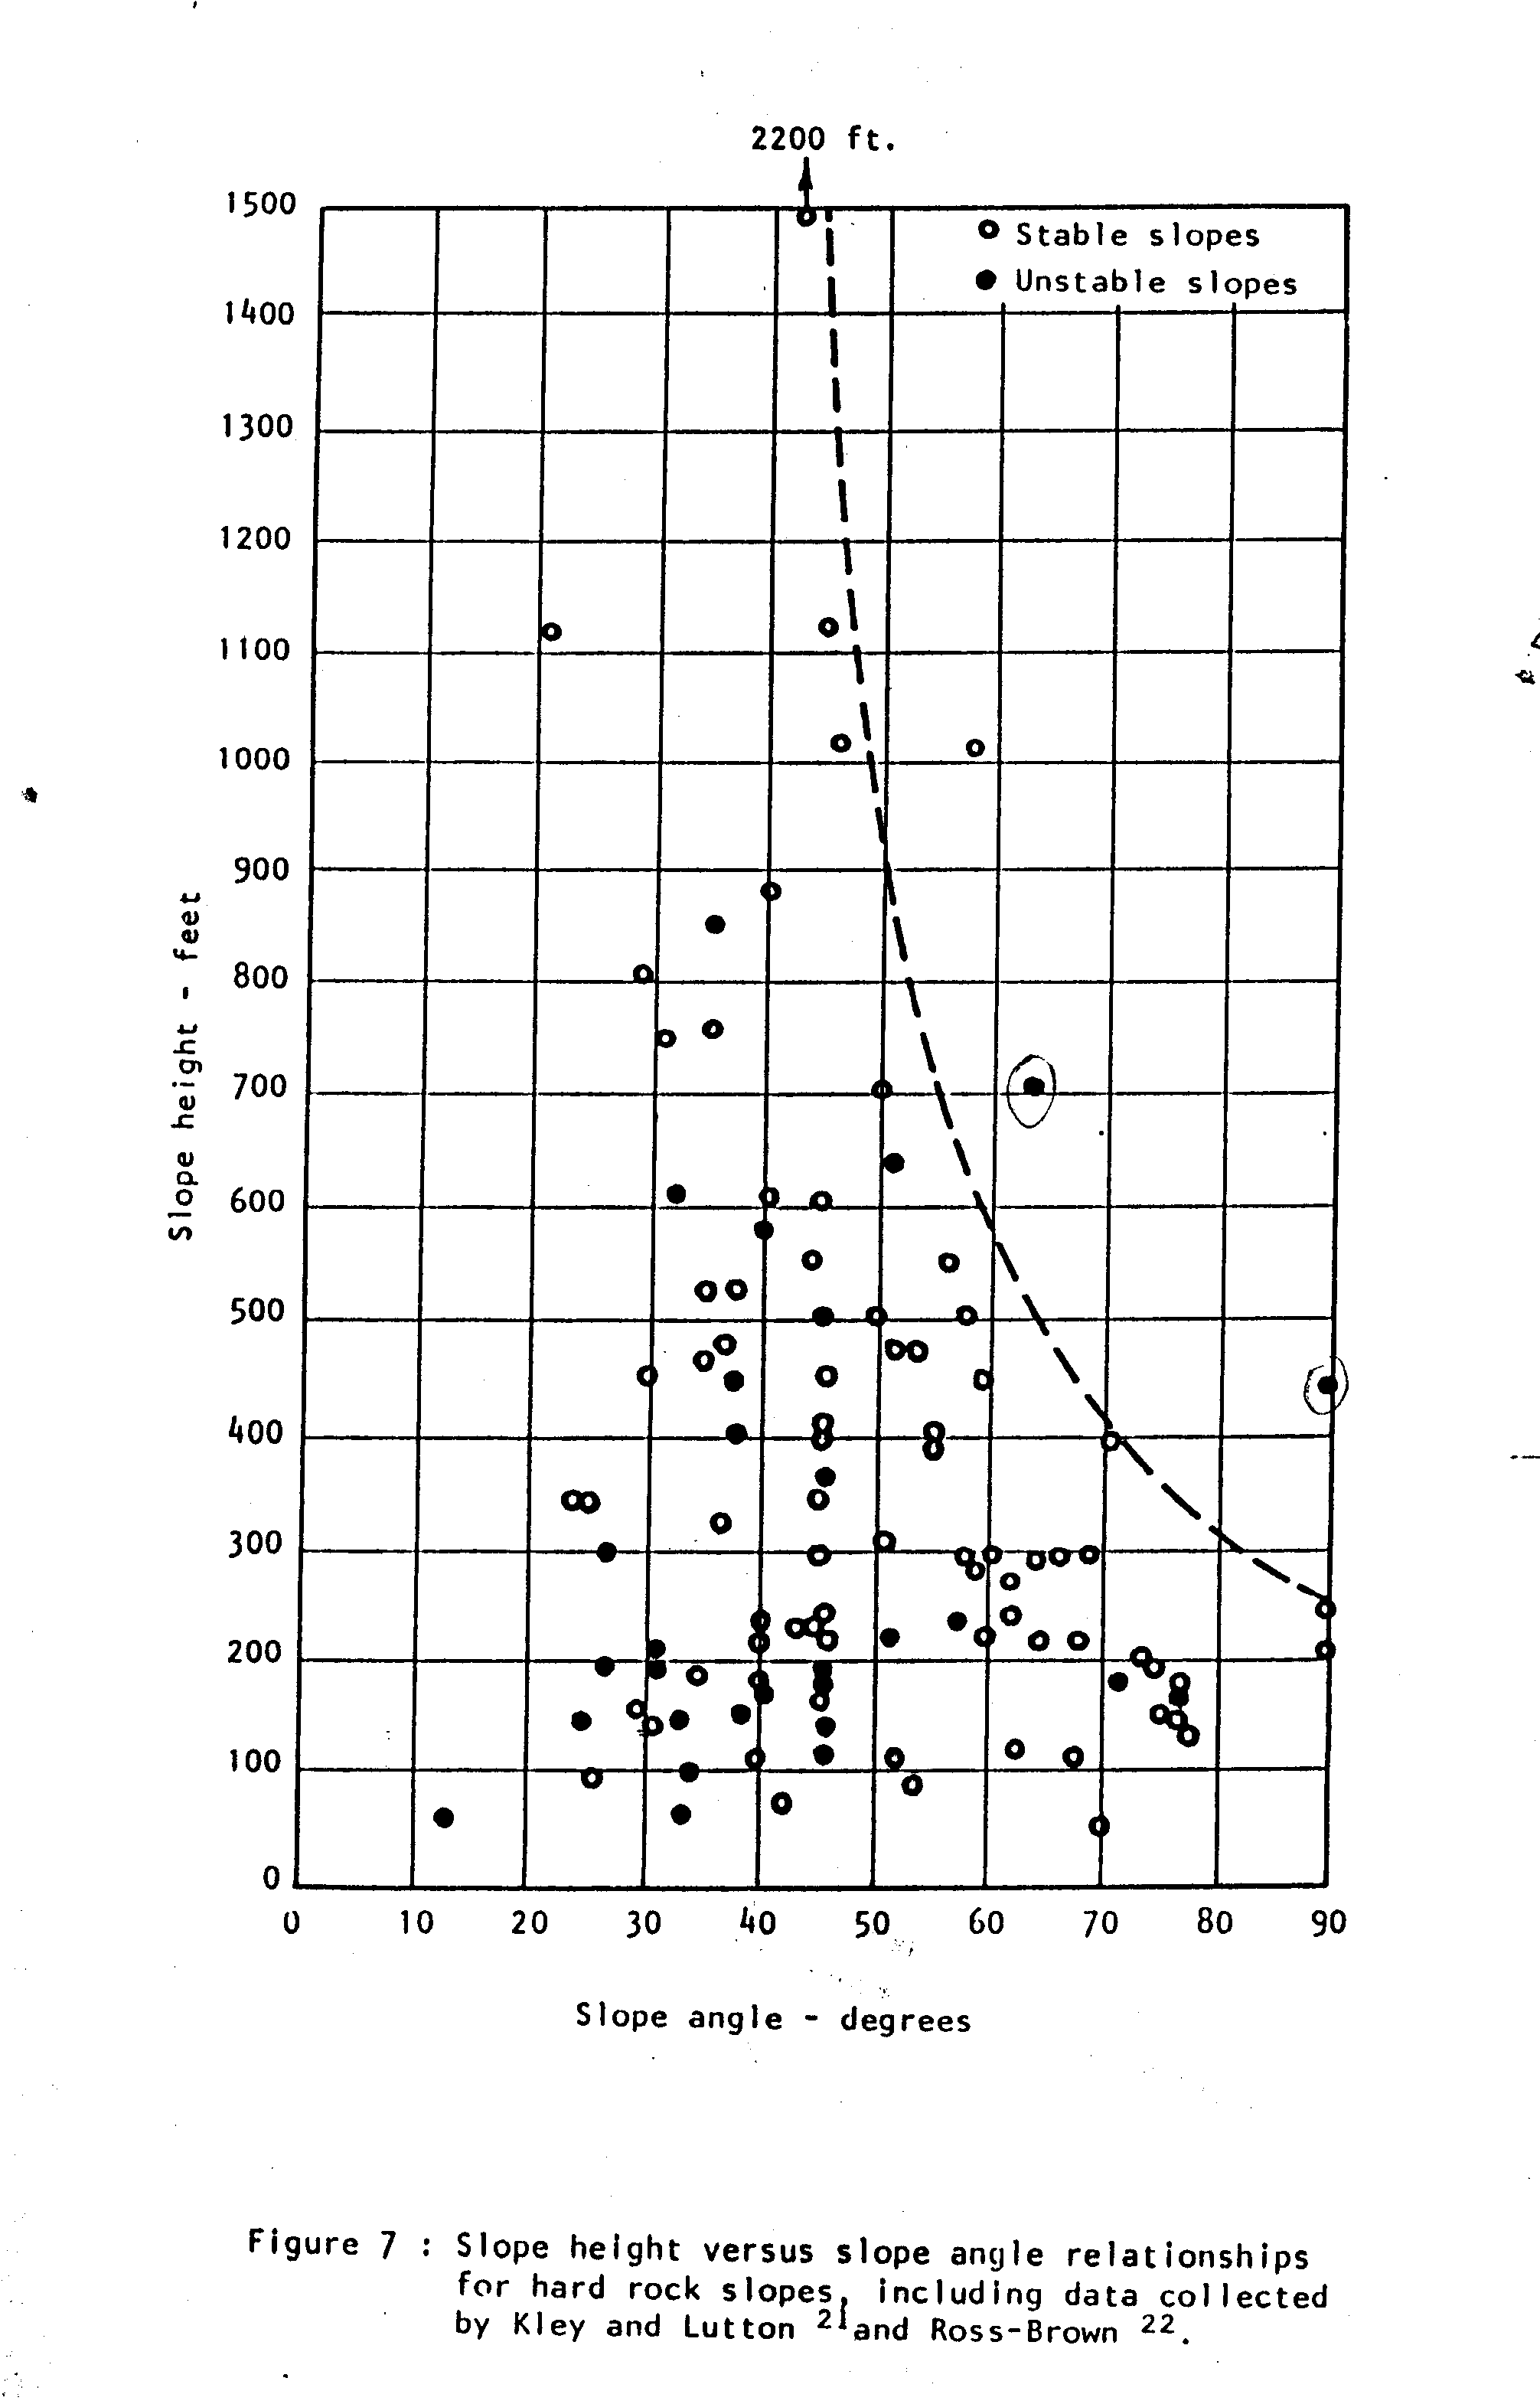 2200 ft.
1500
Stable slopes
Unstable slopes
1400
1300
1200
1100
1000
900
800
700
600
500
400
300
200
100
0
Slope height - feet
0 10 20 30 40 50 60 70 80 90
Slope angle - degrees
Figure 7 : Slope height versus slope angle relationships
for hard rock slopes, including data collected
by Kley and Lutton 21 and Ross-Brown 22.